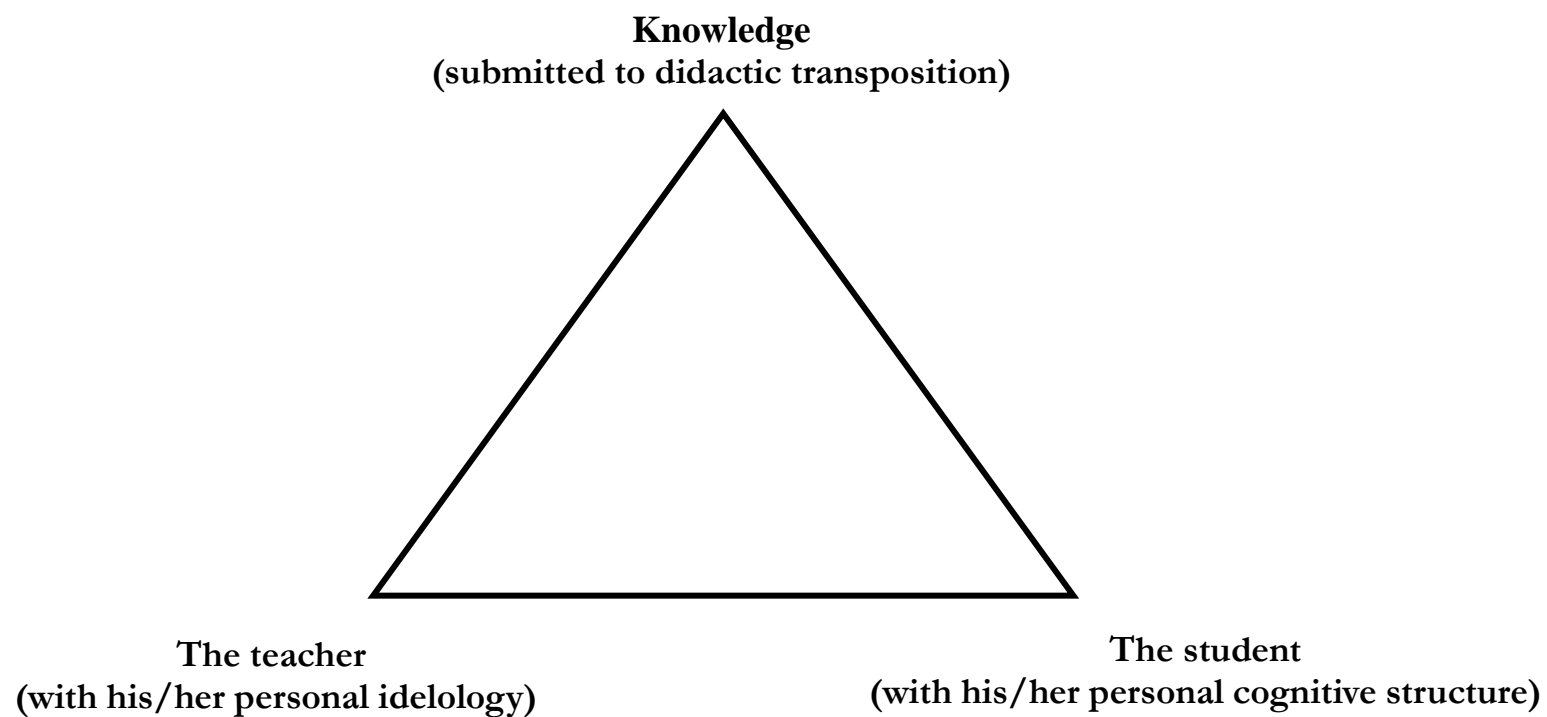 Knowledge
(submitted to didactic transposition)
The teacher
(with his/her personal idelology)
The student
(with his/her personal cognitive structure)